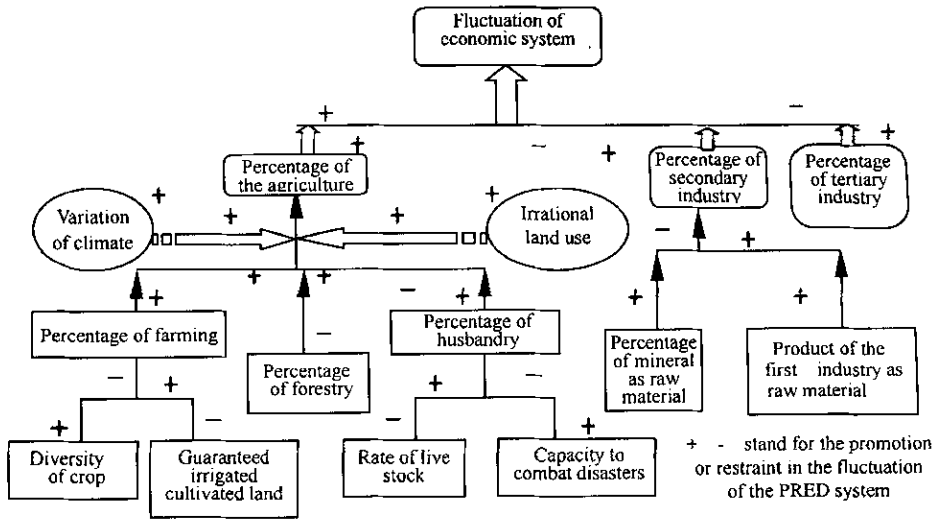 Fluctuation of
economic system
+
−
+
+
−
+
Percentage of
the agriculture
Percentage of
secondary
industry
Percentage
of tertiary
industry
+
+
+
+
Variation
of climate
Irrational
land use
−
+
+
+
+
−
+
+
+
Percentage of farming
−
Percentage
of forestry
Percentage of
husbandry
Percentage
of mineral
as raw
material
Product of the
first industry as
raw material
−
+
+
−
+
−
−
+
Diversity
of crop
Guaranteed
irrigated
cultivated land
Rate of live
stock
Capacity to
combat disasters
+ - stand for the promotion
or restraint in the fluctuation
of the PRED system